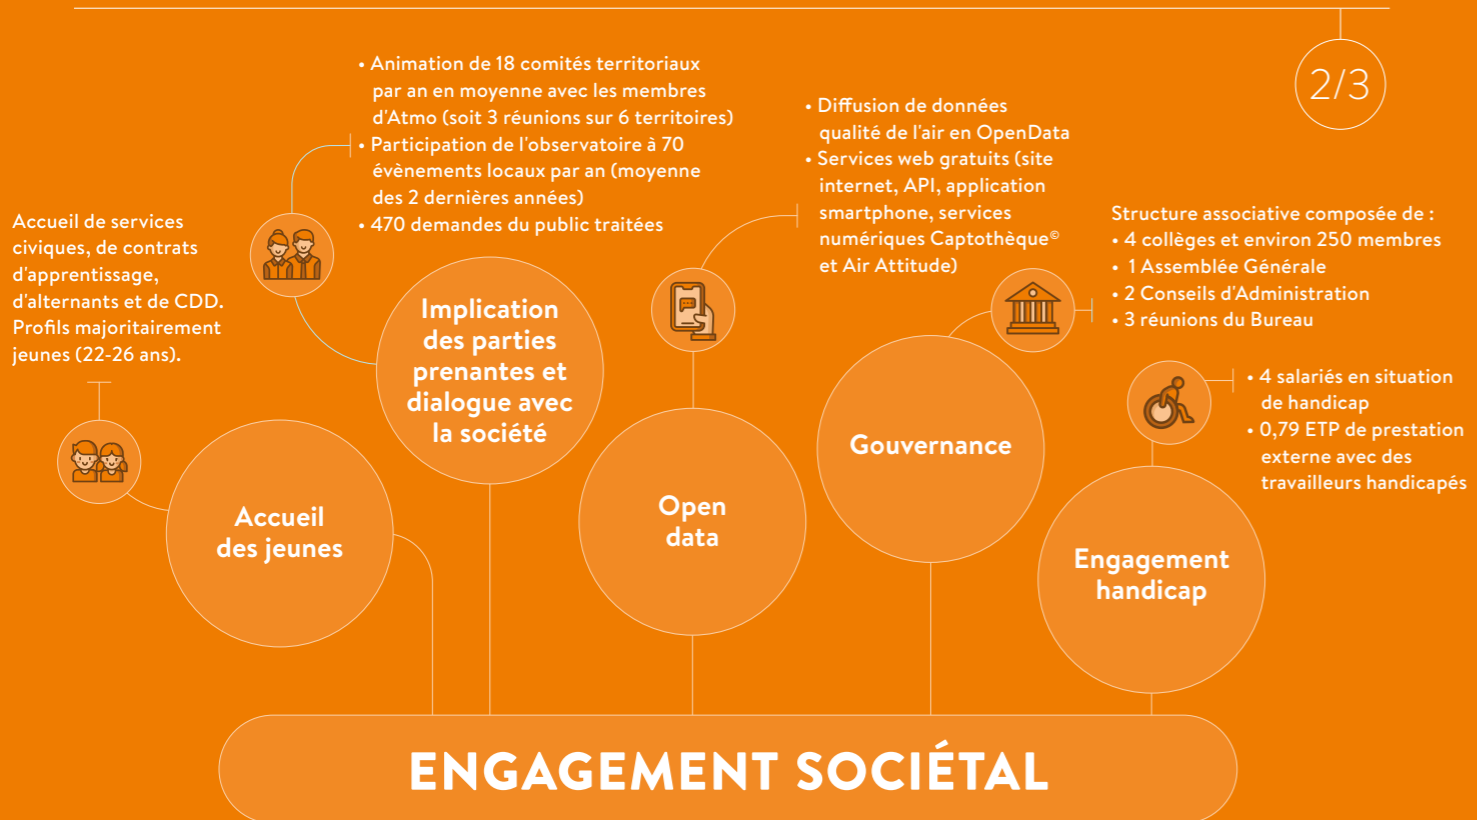 2/3
Accueil de services
civiques, de contrats
d'apprentissage,
d'alternants et de CDD.
Profils majoritairement
jeunes (22-26 ans).
Accueil
des jeunes
• Animation de 18 comités territoriaux
par an en moyenne avec les membres
d'Atmo (soit 3 réunions sur 6 territoires)
• Participation de l'observatoire à 70
évènements locaux par an (moyenne
des 2 dernières années)
• 470 demandes du public traitées
Implication
des parties
prenantes et
dialogue avec
la société
• Diffusion de données
qualité de l'air en OpenData
• Services web gratuits (site
internet, API, application
smartphone, services
numériques Captothèque©
et Air Attitude)
Open
data
Structure associative composée de :
• 4 collèges et environ 250 membres
• 1 Assemblée Générale
• 2 Conseils d'Administration
• 3 réunions du Bureau
Gouvernance
• 4 salariés en situation
de handicap
• 0,79 ETP de prestation
externe avec des
travailleurs handicapés
Engagement
handicap
ENGAGEMENT SOCIÉTAL